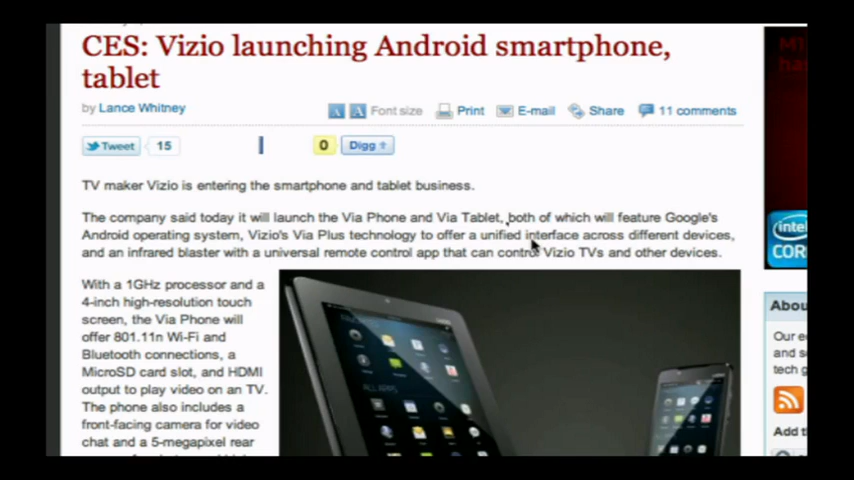 CES: Vizio launching Android smartphone,
tablet
by Lance Whitney
A A Font size Print E-mail Share 11 comments
Tweet 15 0 Digg
TV maker Vizio is entering the smartphone and tablet business.
The company said today it will launch the Via Phone and Via Tablet, both of which will feature Google's
Android operating system, Vizio's Via Plus technology to offer a unified interface across different devices,
and an infrared blaster with a universal remote control app that can control Vizio TVs and other devices.
With a 1GHz processor and a
4-inch high-resolution touch
screen, the Via Phone will
offer 801.11n Wi-Fi and
Bluetooth connections, a
MicroSD card slot, and HDMI
output to play video on an TV.
The phone also includes a
front-facing camera for video
chat and a 5-megapixel rear
ALL APPS
intel
COR
Abou
Our e
and s
tech g
Add t